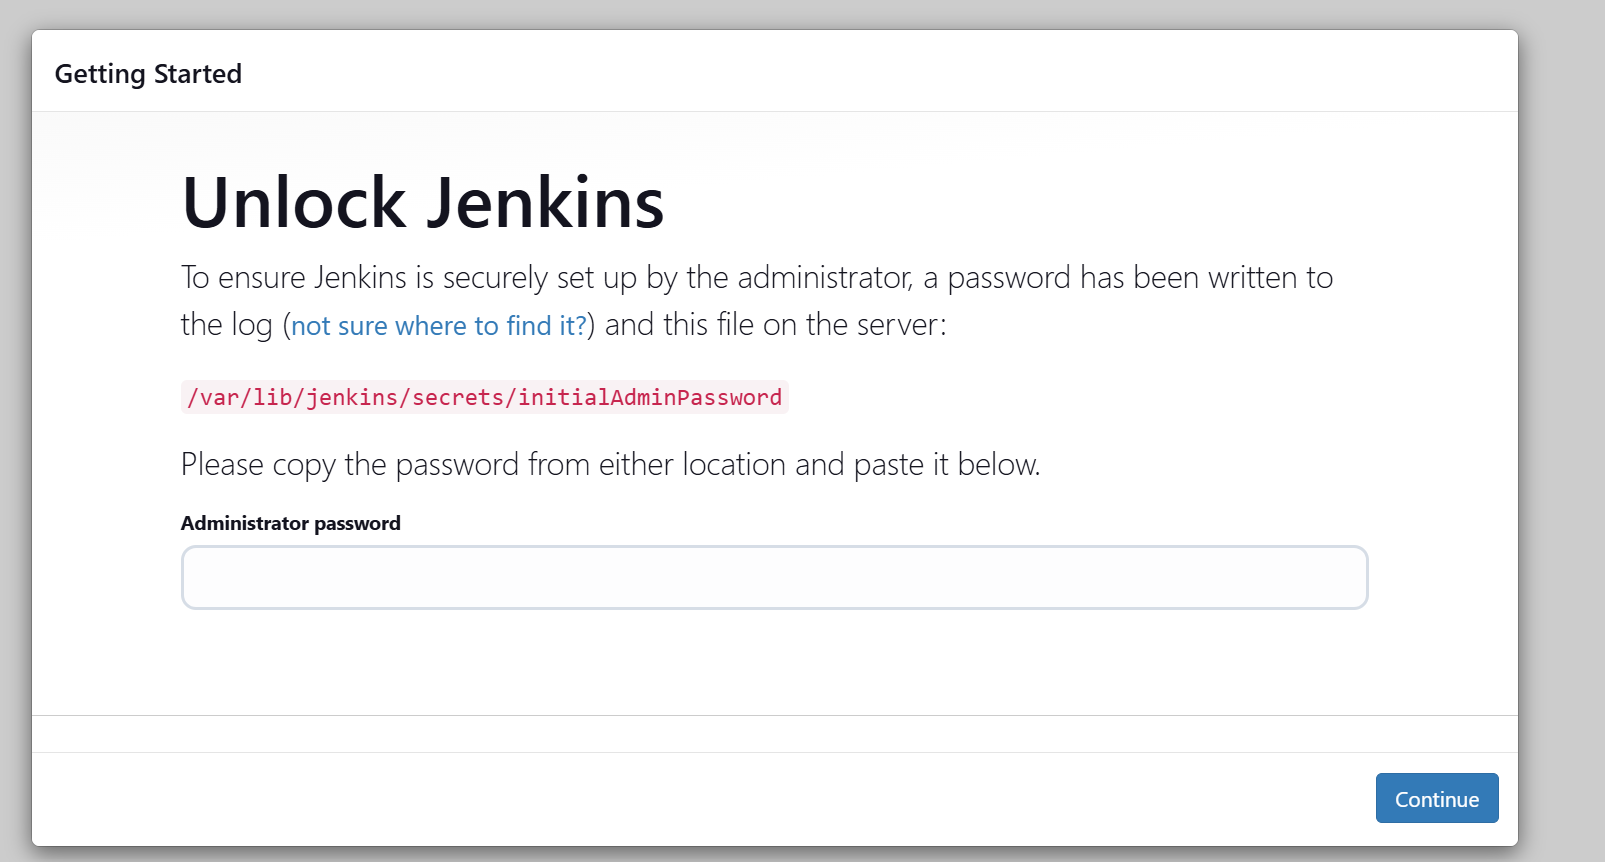 Getting Started
Unlock Jenkins
To ensure Jenkins is securely set up by the administrator, a password has been written to
the log (not sure where to find it?) and this file on the server:
/var/lib/jenkins/secrets/initialAdminPassword
Please copy the password from either location and paste it below.
Administrator password
Continue